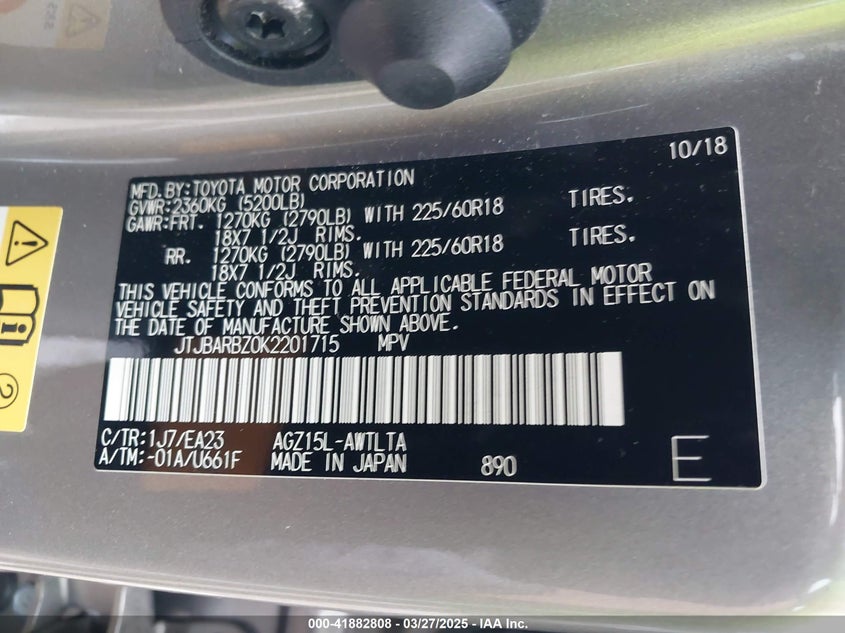 10/18
MFD.BY:TOYOTA MOTOR CORPORATION
GVWR:2360KG (5200LB)
GAWR:FRT. 1270KG (2790LB) WITH 225/60R18 TIRES.
18X7 1/2J RIMS.
RR. 1270KG (2790LB) WITH 225/60R18 TIRES.
18X7 1/2J RIMS.
THIS VEHICLE CONFORMS TO ALL APPLICABLE FEDERAL MOTOR
VEHICLE SAFETY AND THEFT PREVENTION STANDARDS IN EFFECT ON
THE DATE OF MANUFACTURE SHOWN ABOVE.
JTJBARBZ0K2201715 MPV
C/TR:1J7/EA23 AGZ15L-AWTLTA
A/TM:-01A/U661F MADE IN JAPAN 890 E
2
000-41882808 / 03/27/2025 / IAA Inc.